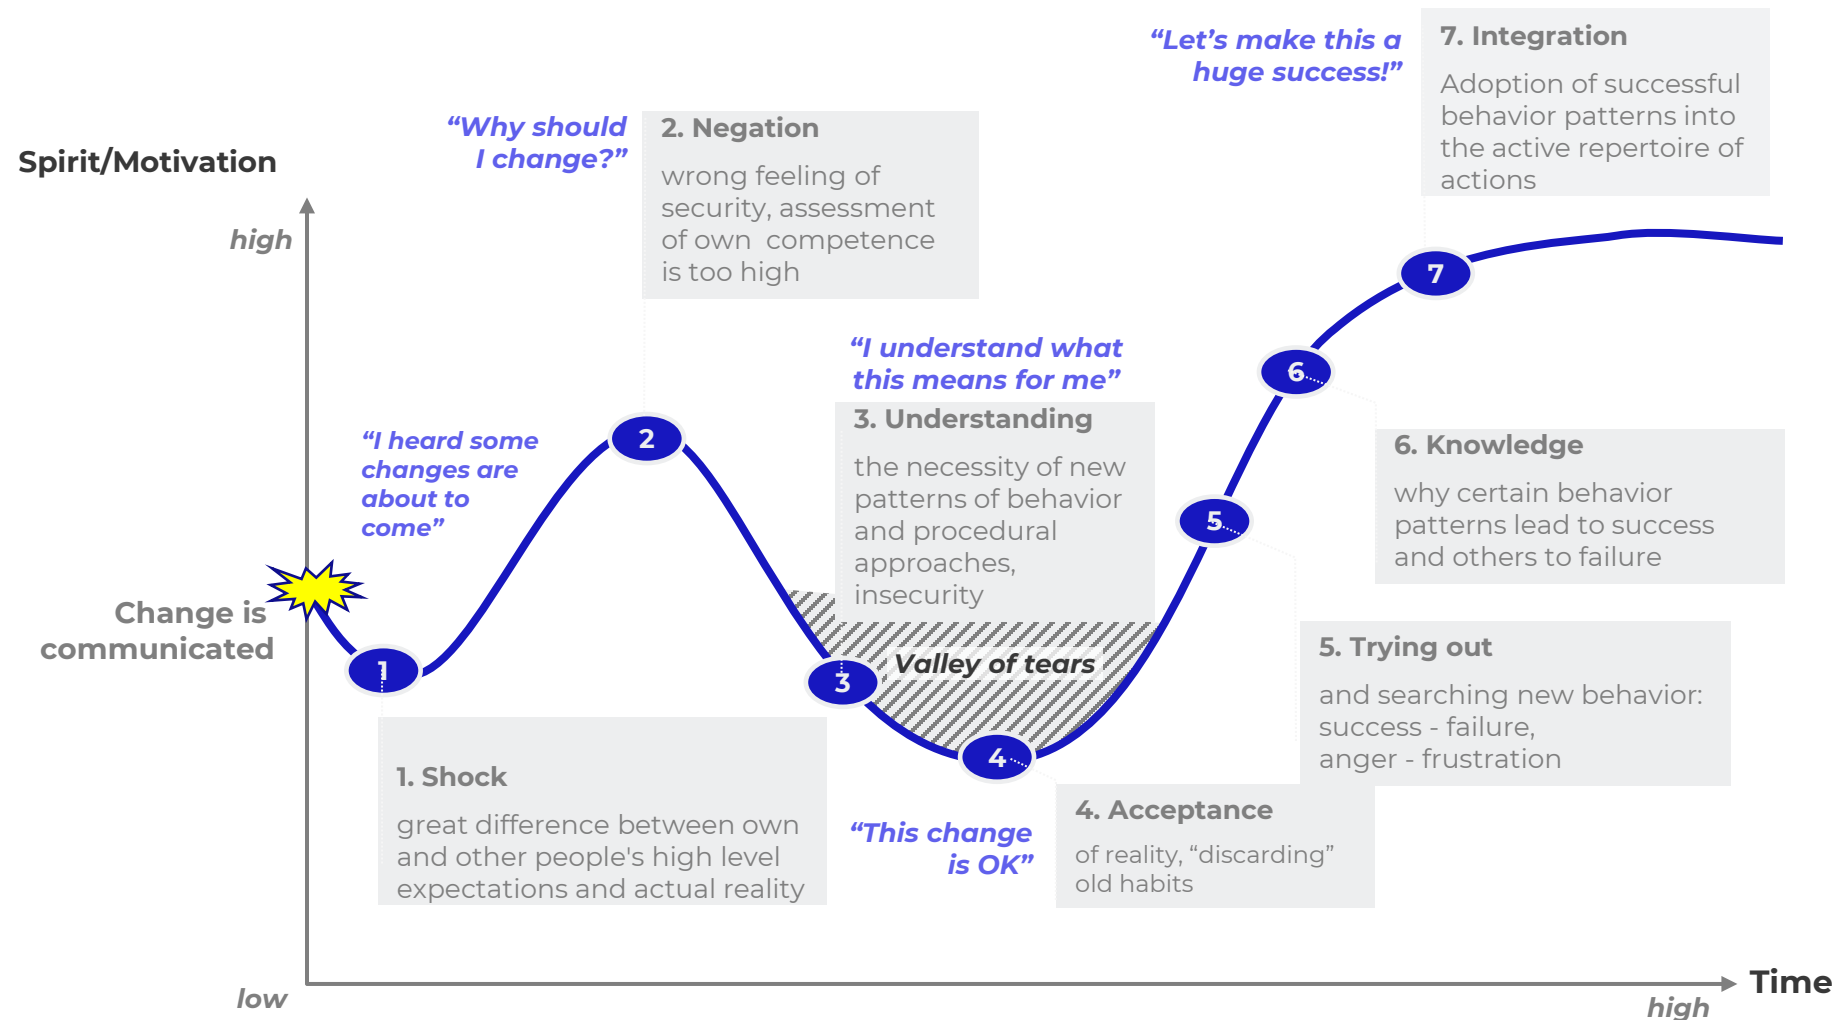 Spirit/Motivation
high
Change is
communicated
low
“I heard some
changes are
about to
come”
1
1. Shock
great difference between own
and other people's high level
expectations and actual reality
“Why should
I change?”
2. Negation
wrong feeling of
security, assessment
of own  competence
is too high
2
“I understand what
this means for me”
3. Understanding
the necessity of new
patterns of behavior
and procedural
approaches,
insecurity
3
Valley of tears
4
“This change
is OK”
4. Acceptance
of reality, “discarding”
old habits
5
5. Trying out
and searching new behavior:
success - failure,
anger - frustration
6
6. Knowledge
why certain behavior
patterns lead to success
and others to failure
“Let’s make this a
huge success!”
7. Integration
Adoption of successful
behavior patterns into
the active repertoire of
actions
7
Time
high